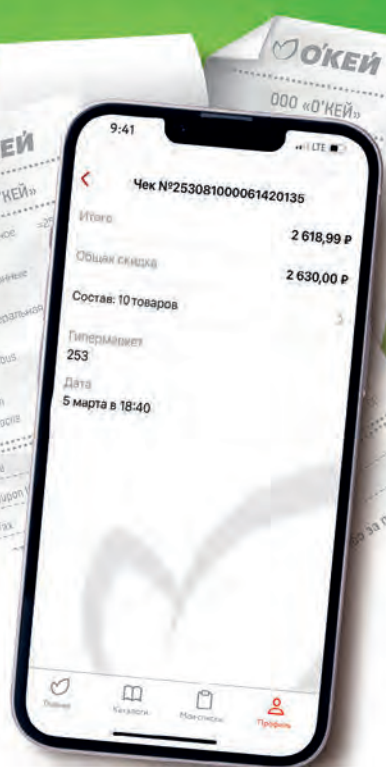 О'КЕЙ
ООО «О'КЕЙ»
ЕЙ
9:41
LTE
Чек №253081000061420135
Итого
2 618,99 ₽
Общая скидка
2 630,00 ₽
Состав: 10 товаров
Гипермаркет
253
Дата
5 марта в 18:40
Главная
Каталоги
Мои списки
Профиль